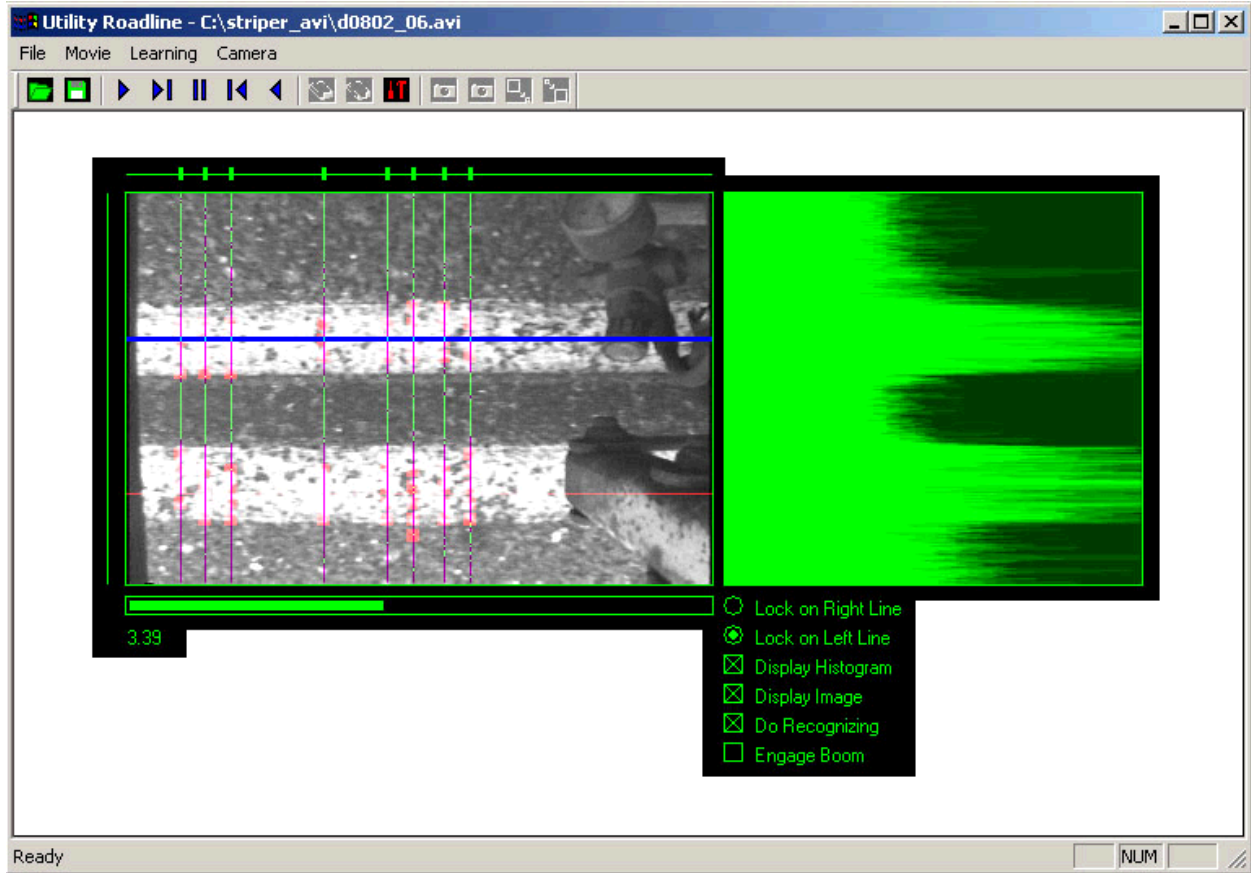 Utility Roadline - C:\striper_avi\d0802_06.avi
File Movie Learning Camera
3.39
Lock on Right Line
Lock on Left Line
Display Histogram
Display Image
Do Recognizing
Engage Boom
Ready NUM